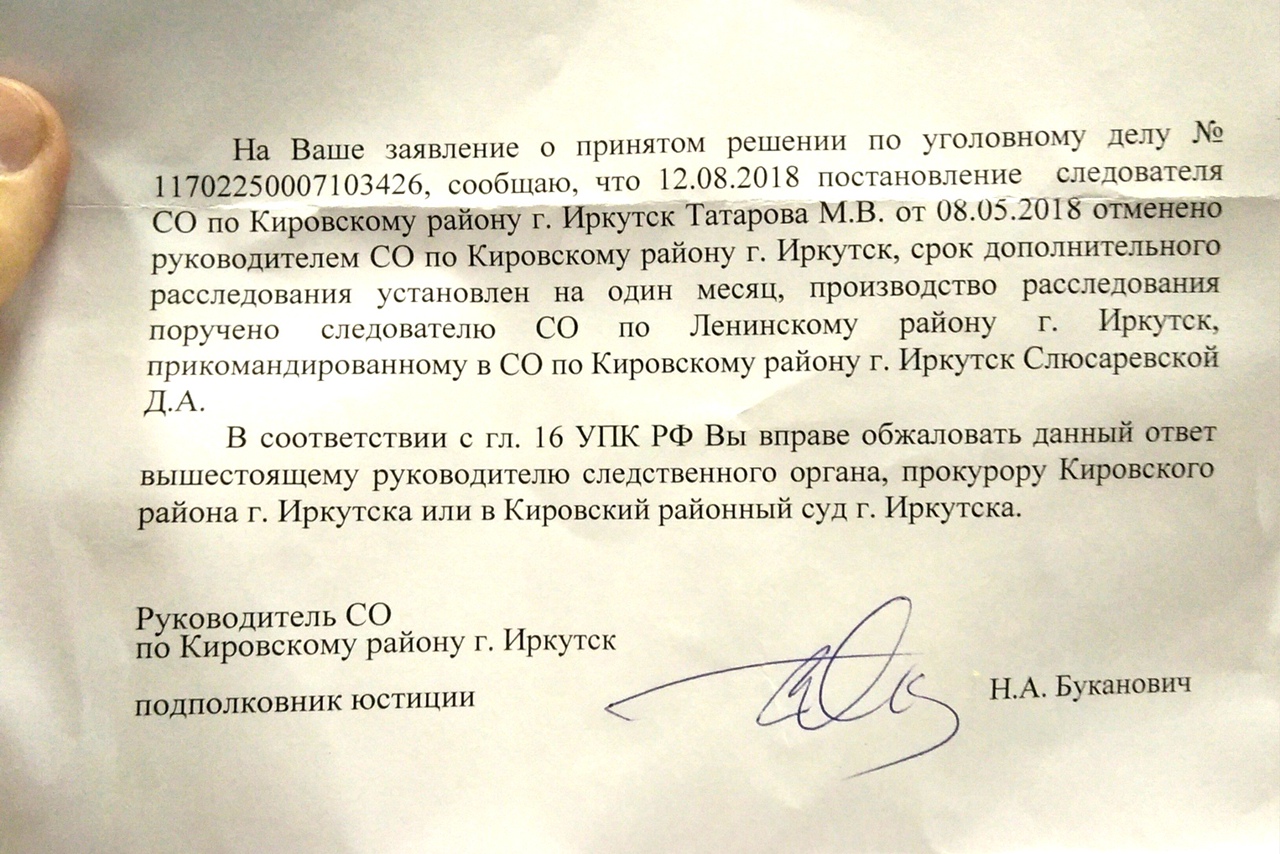 На Ваше заявление о принятом решении по уголовному делу №
11702250007103426, сообщаю, что 12.08.2018 постановление следователя
СО по Кировскому району г. Иркутск Татарова М.В. от 08.05.2018 отменено
руководителем СО по Кировскому району г. Иркутск, срок дополнительного
расследования установлен на один месяц, производство расследования
поручено следователю СО по Ленинскому району г. Иркутск,
прикомандированному в СО по Кировскому району г. Иркутск Слюсаревской
Д.А.
В соответствии с гл. 16 УПК РФ Вы вправе обжаловать данный ответ
вышестоящему руководителю следственного органа, прокурору Кировского
района г. Иркутска или в Кировский районный суд г. Иркутска.
Руководитель СО
по Кировскому району г. Иркутск
подполковник юстиции Н.А. Буканович